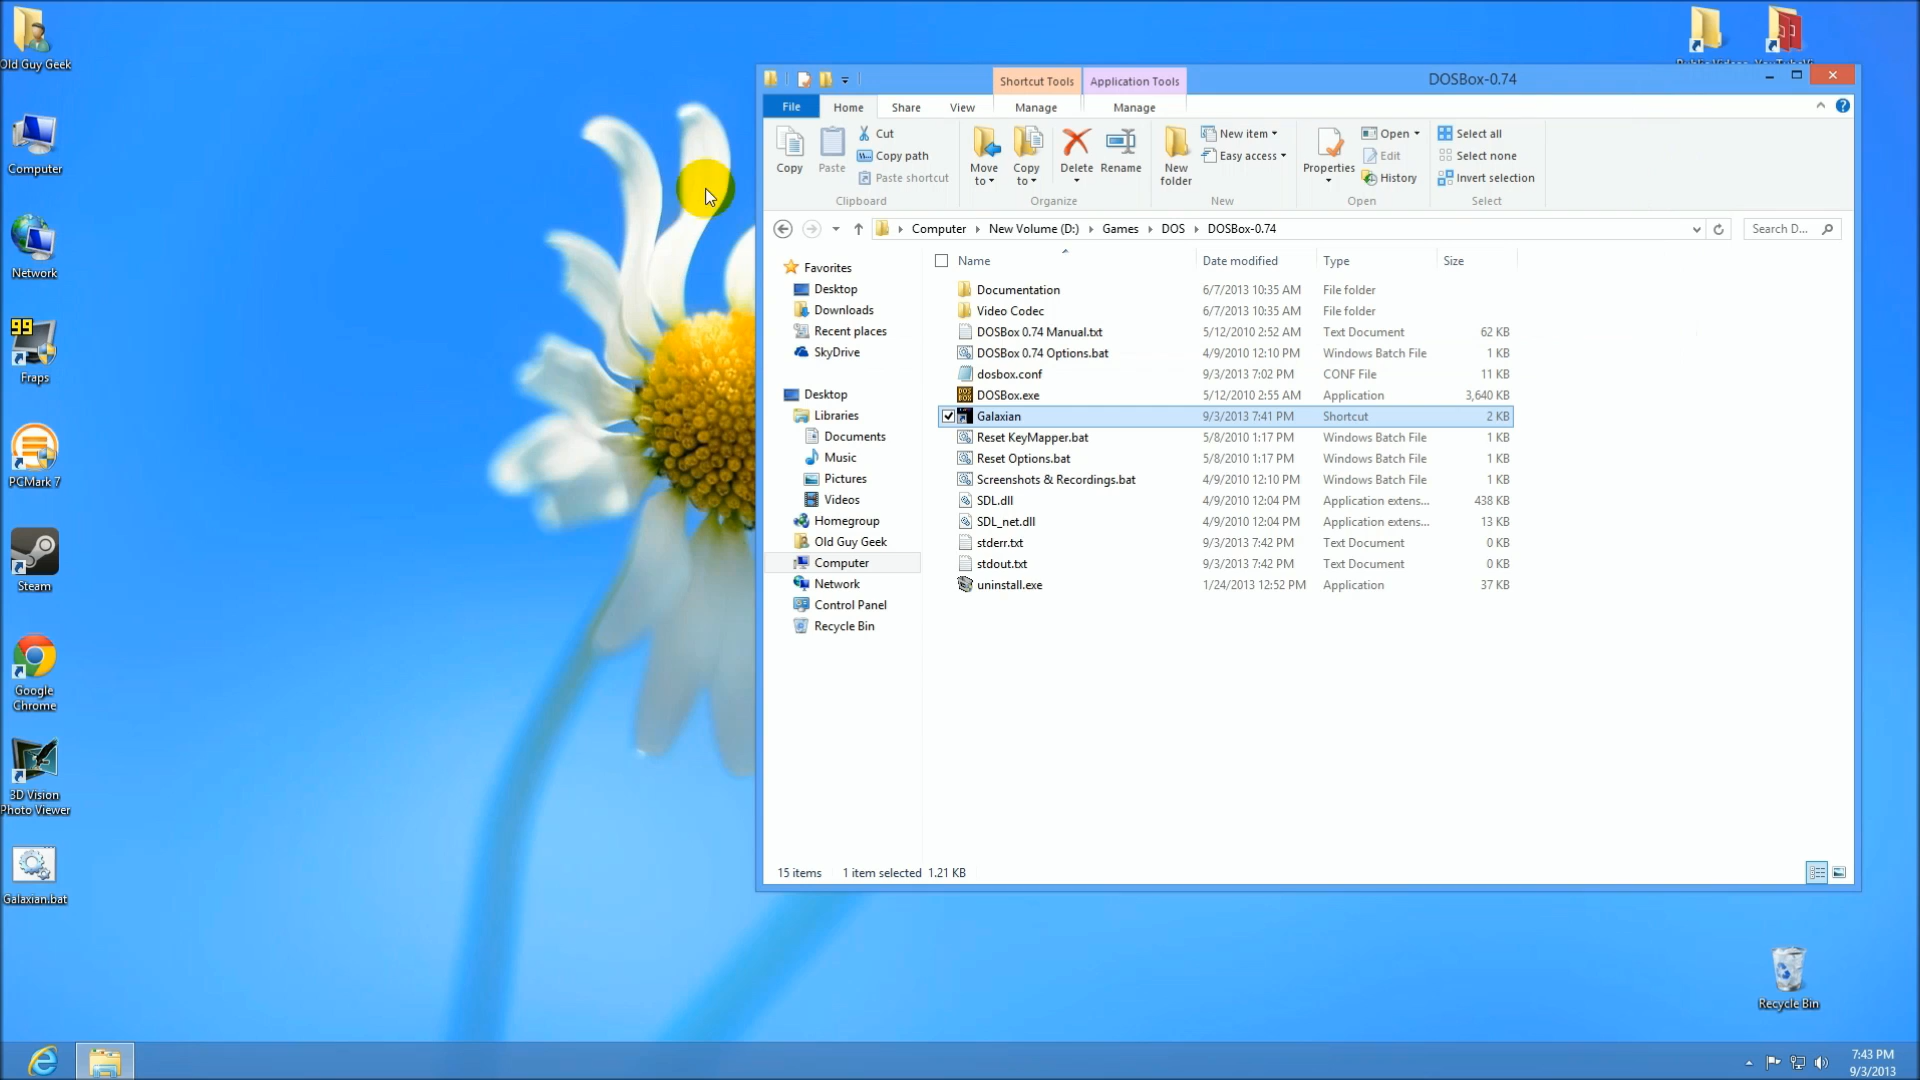 Old Guy Geek
Computer
Network
99
Fraps
PCMark 7
Steam
Google
Chrome
3D Vision
Photo Viewer
Galaxian.bat
Recycle Bin
Shortcut Tools
Application Tools
DOSBox-0.74
File
Home
Share
View
Manage
Manage
Copy
Paste
Cut
Copy path
Paste shortcut
Clipboard
Move
to
Copy
to
Delete
Rename
Organize
New
folder
New item
Easy access
New
Properties
Open
Edit
History
Open
Select all
Select none
Invert selection
Select
Computer
New Volume (D:)
Games
DOS
DOSBox-0.74
Search D...
Favorites
Desktop
Downloads
Recent places
SkyDrive
Desktop
Libraries
Documents
Music
Pictures
Videos
Homegroup
Old Guy Geek
Computer
Network
Control Panel
Recycle Bin
Name Date modified Type Size
Documentation 6/7/2013 10:35 AM File folder
Video Codec 6/7/2013 10:35 AM File folder
DOSBox 0.74 Manual.txt 5/12/2010 2:52 AM Text Document 62 KB
DOSBox 0.74 Options.bat 4/9/2010 12:10 PM Windows Batch File 1 KB
dosbox.conf 9/3/2013 7:02 PM CONF File 11 KB
DOSBox.exe 5/12/2010 2:55 AM Application 3,640 KB
Galaxian 9/3/2013 7:41 PM Shortcut 2 KB
Reset KeyMapper.bat 5/8/2010 1:17 PM Windows Batch File 1 KB
Reset Options.bat 5/8/2010 1:17 PM Windows Batch File 1 KB
Screenshots & Recordings.bat 4/9/2010 12:10 PM Windows Batch File 1 KB
SDL.dll 4/9/2010 12:04 PM Application extens... 438 KB
SDL_net.dll 4/9/2010 12:04 PM Application extens... 13 KB
stderr.txt 9/3/2013 7:42 PM Text Document 0 KB
stdout.txt 9/3/2013 7:42 PM Text Document 0 KB
uninstall.exe 1/24/2013 12:52 PM Application 37 KB
15 items 1 item selected 1.21 KB
7:43 PM
9/3/2013